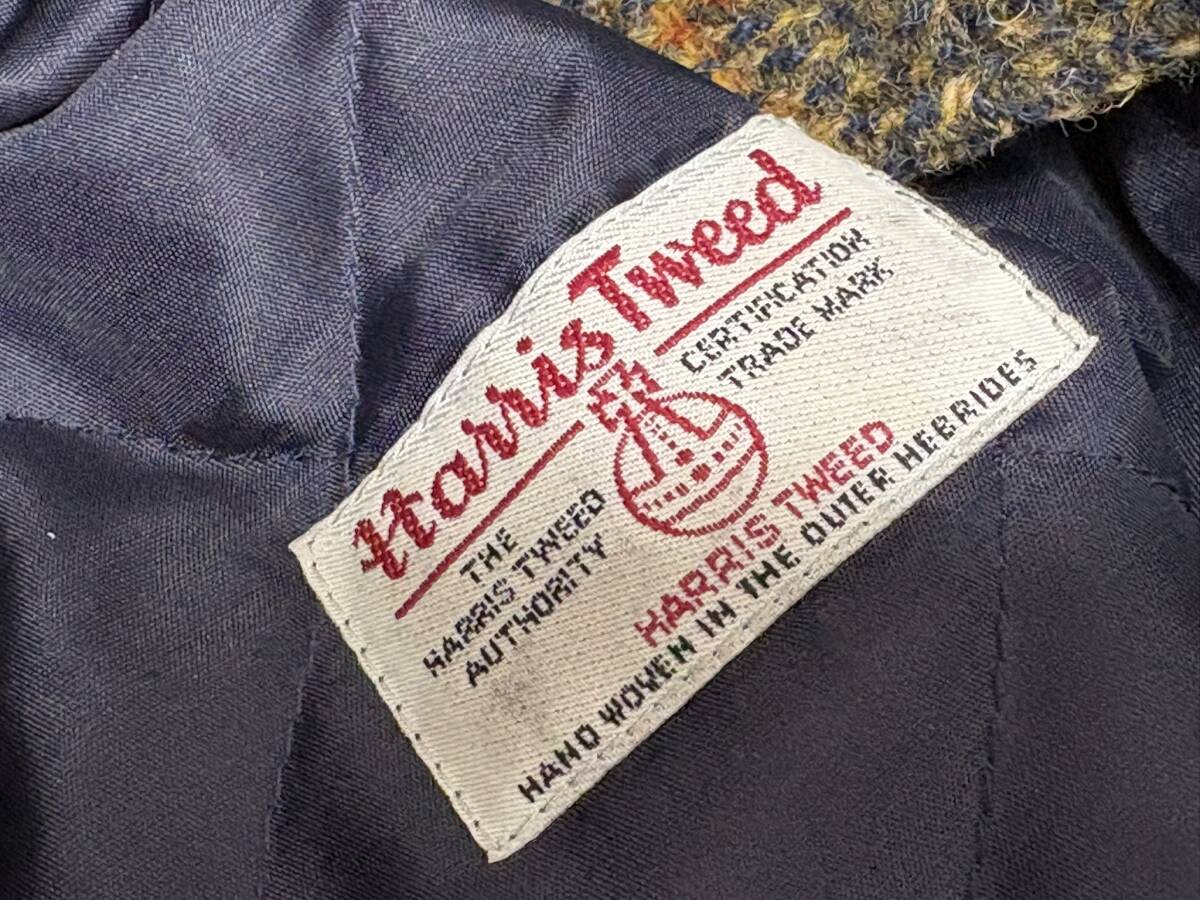 Harris Tweed
CERTIFICATION
TRADE MARK
THE
HARRIS TWEED
AUTHORITY
HARRIS TWEED
HAND WOVEN IN THE OUTER HEBRIDES